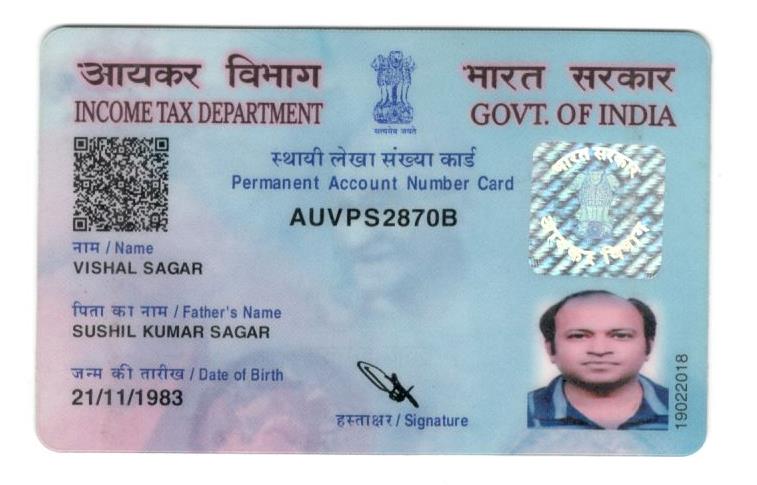 आयकर विभाग
भारत सरकार
INCOME TAX DEPARTMENT
GOVT. OF INDIA
सत्यमेव जयते
स्थायी लेखा संख्या कार्ड
Permanent Account Number Card
AUVPS2870B
भारत सरकार
आयकर विभाग
नाम / Name
VISHAL SAGAR
पिता का नाम / Father's Name
SUSHIL KUMAR SAGAR
जन्म की तारीख / Date of Birth
21/11/1983
हस्ताक्षर / Signature
19022018